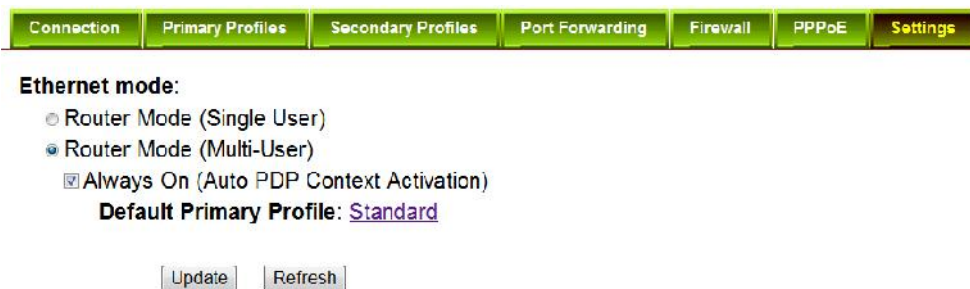 Connection Primary Profiles Secondary Profiles Port Forwarding Firewall PPPoE Settings
Ethernet mode:
Router Mode (Single User)
Router Mode (Multi-User)
Always On (Auto PDP Context Activation)
Default Primary Profile: Standard
Update Refresh